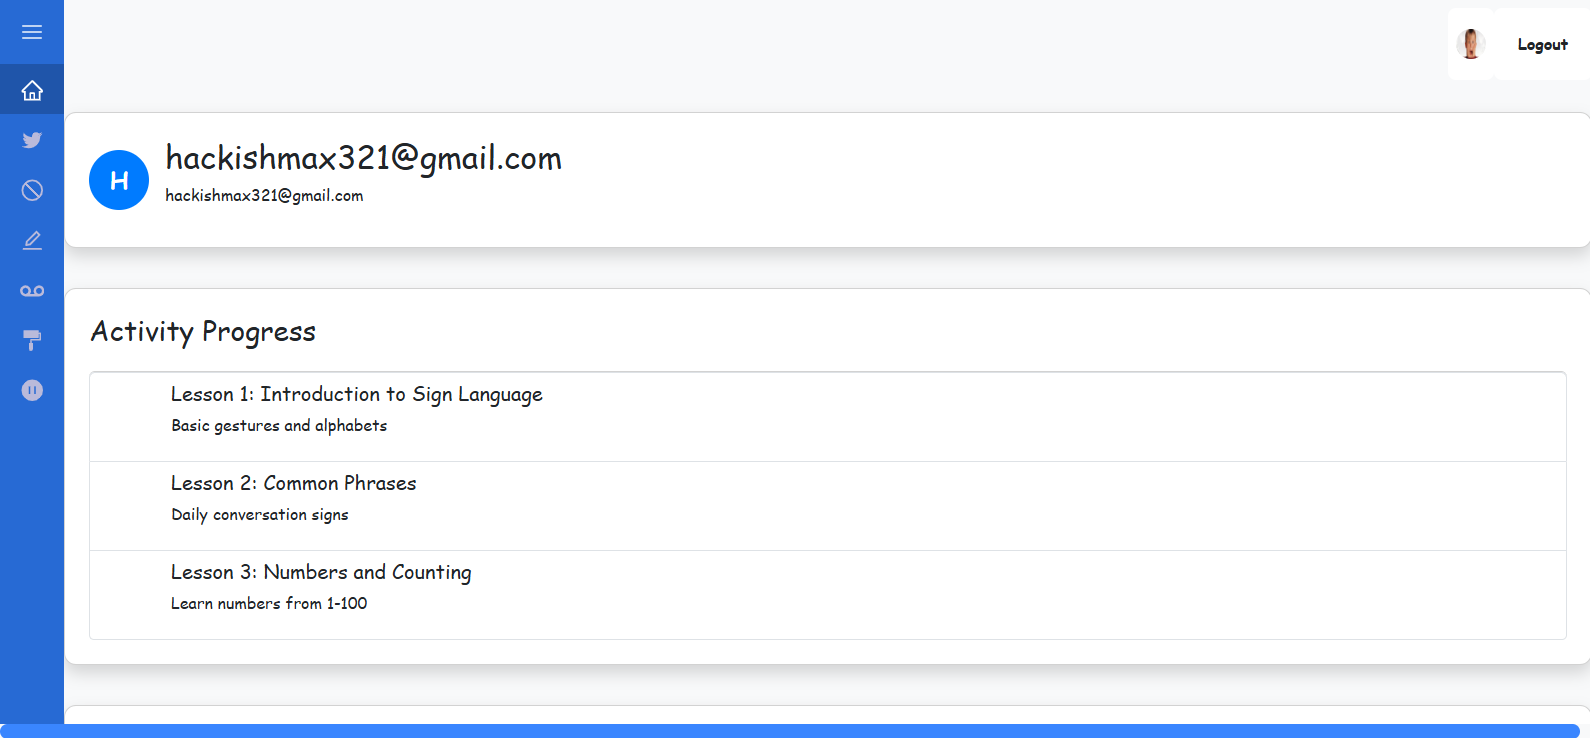 Logout
H
hackishmax321@gmail.com
hackishmax321@gmail.com
Activity Progress
Lesson 1: Introduction to Sign Language
Basic gestures and alphabets
Lesson 2: Common Phrases
Daily conversation signs
Lesson 3: Numbers and Counting
Learn numbers from 1-100